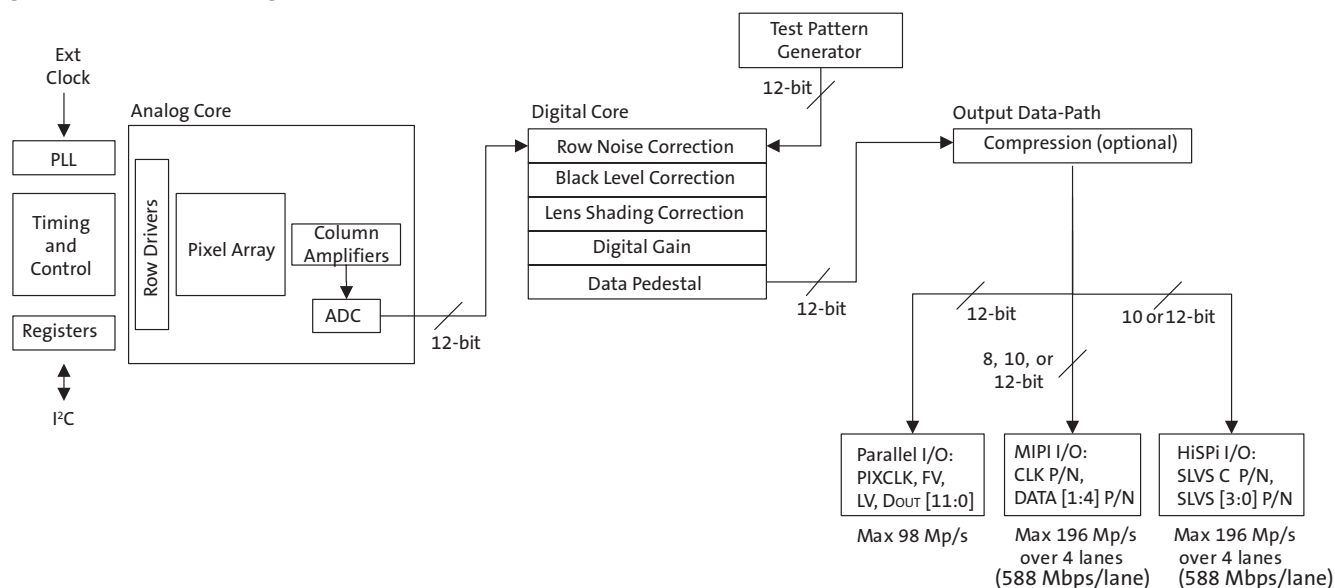 Test Pattern
Generator
Ext
Clock
12-bit
Analog Core
Digital Core
Output Data-Path
PLL
Row Noise Correction
Compression (optional)
Black Level Correction
Timing
and
Control
Row Drivers
Pixel Array
Column
Amplifiers
Lens Shading Correction
Digital Gain
Data Pedestal
12-bit
ADC
Registers
12-bit
12-bit
10 or 12-bit
8, 10, or
12-bit
I²C
Parallel I/O:
PIXCLK, FV,
LV, DOUT [11:0]
Max 98 Mp/s
MIPI I/O:
CLK P/N,
DATA [1:4] P/N
Max 196 Mp/s
over 4 lanes
(588 Mbps/lane)
HiSPi I/O:
SLVS C P/N,
SLVS [3:0] P/N
Max 196 Mp/s
over 4 lanes
(588 Mbps/lane)